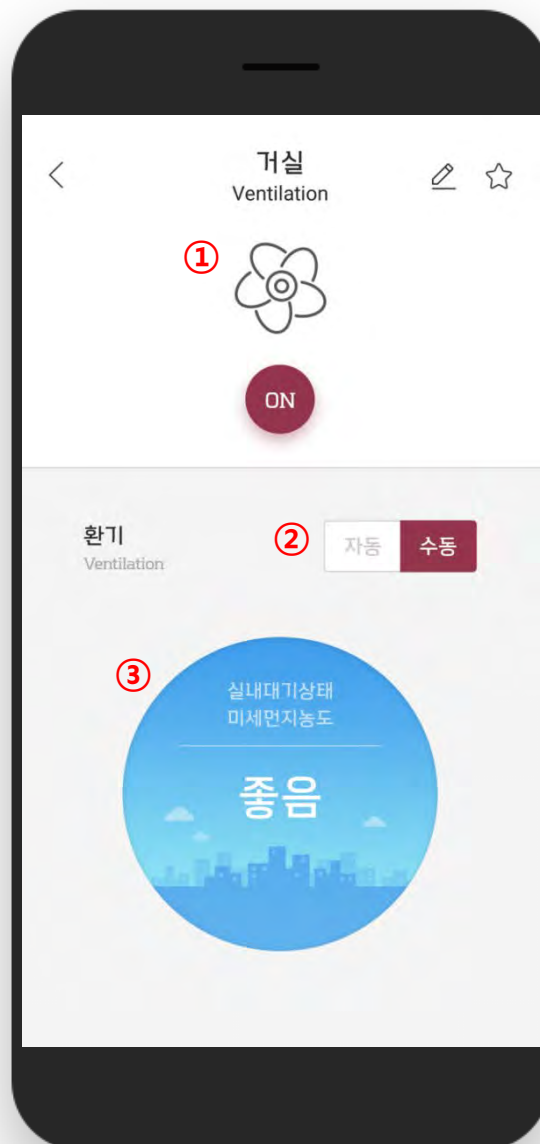 거실
Ventilation
①
ON
환기
Ventilation
② 자동 수동
③
실내대기상태
미세먼지농도
좋음